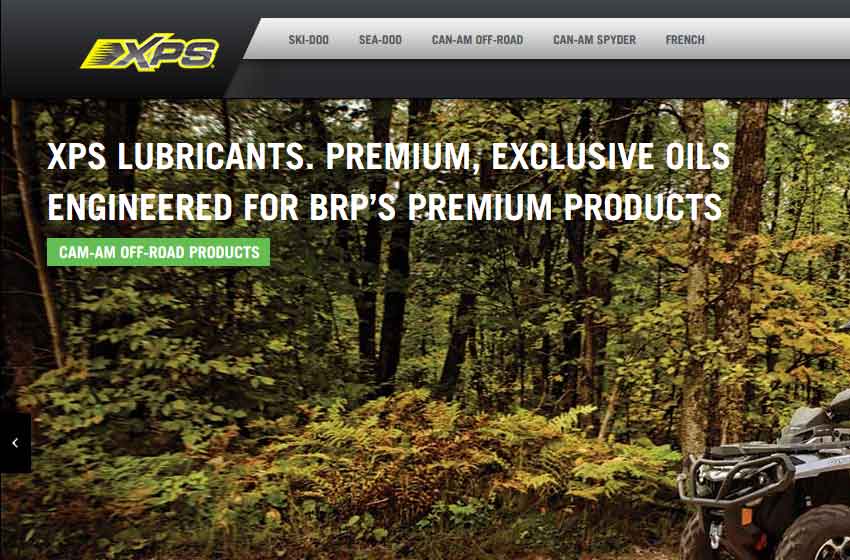 XPS
SKI-DOO SEA-DOO CAN-AM OFF-ROAD CAN-AM SPYDER FRENCH
XPS LUBRICANTS. PREMIUM, EXCLUSIVE OILS
ENGINEERED FOR BRP'S PREMIUM PRODUCTS
CAM-AM OFF-ROAD PRODUCTS